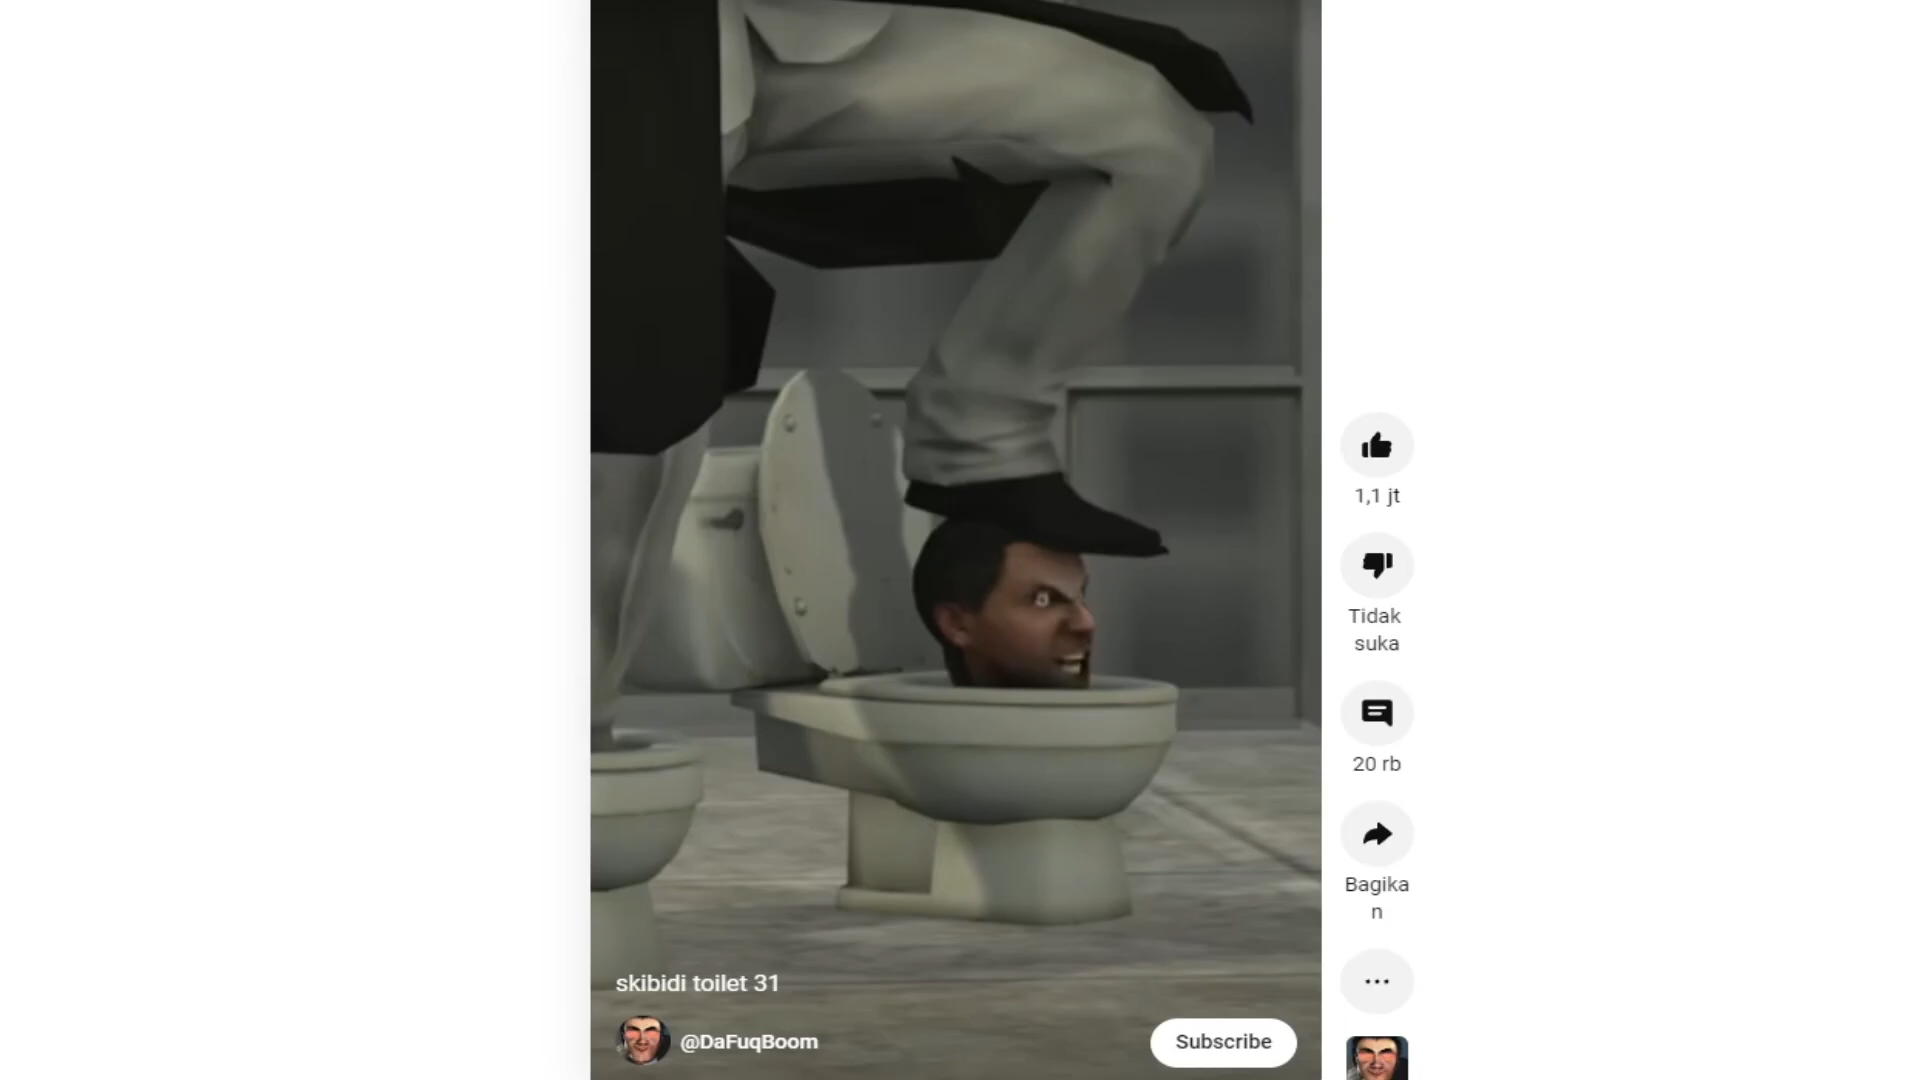 1,1 jt
Tidak
suka
20 rb
Bagika
n
skibidi toilet 31
@DaFuqBoom
Subscribe